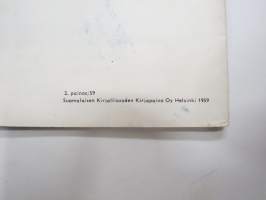 2. painos/59
Suomalaisen Kirjallisuuden Kirjapaino Oy Helsinki 1959